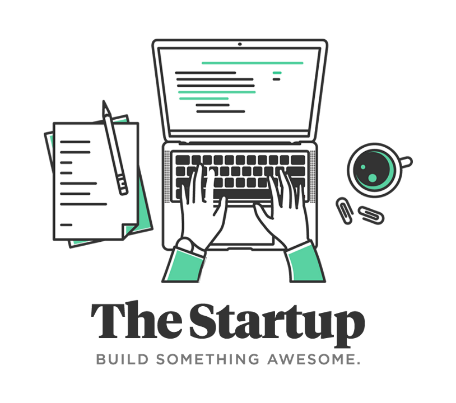 The Startup
BUILD SOMETHING AWESOME.